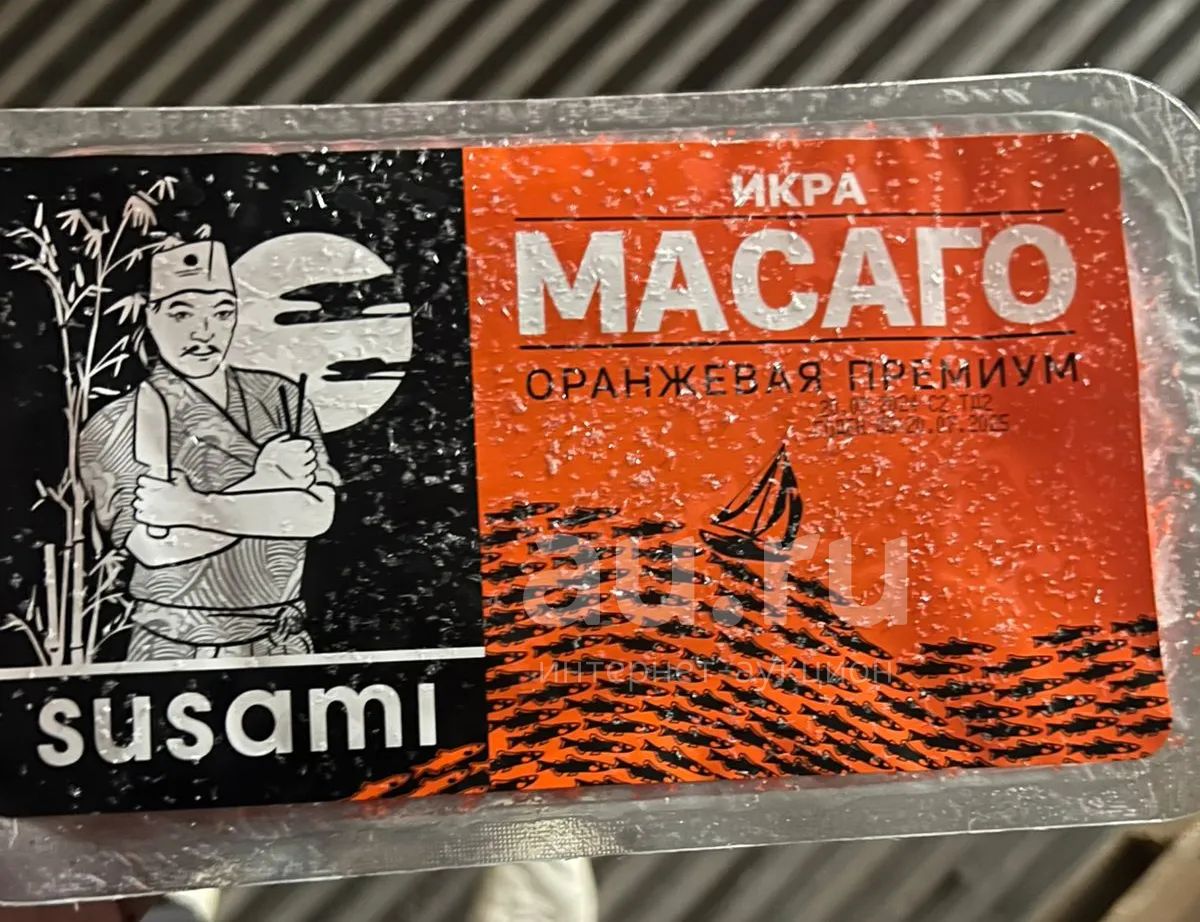 ИКРА
МАСАГО
ОРАНЖЕВАЯ ПРЕМИУМ
susami
au.ru
интернет аукцион